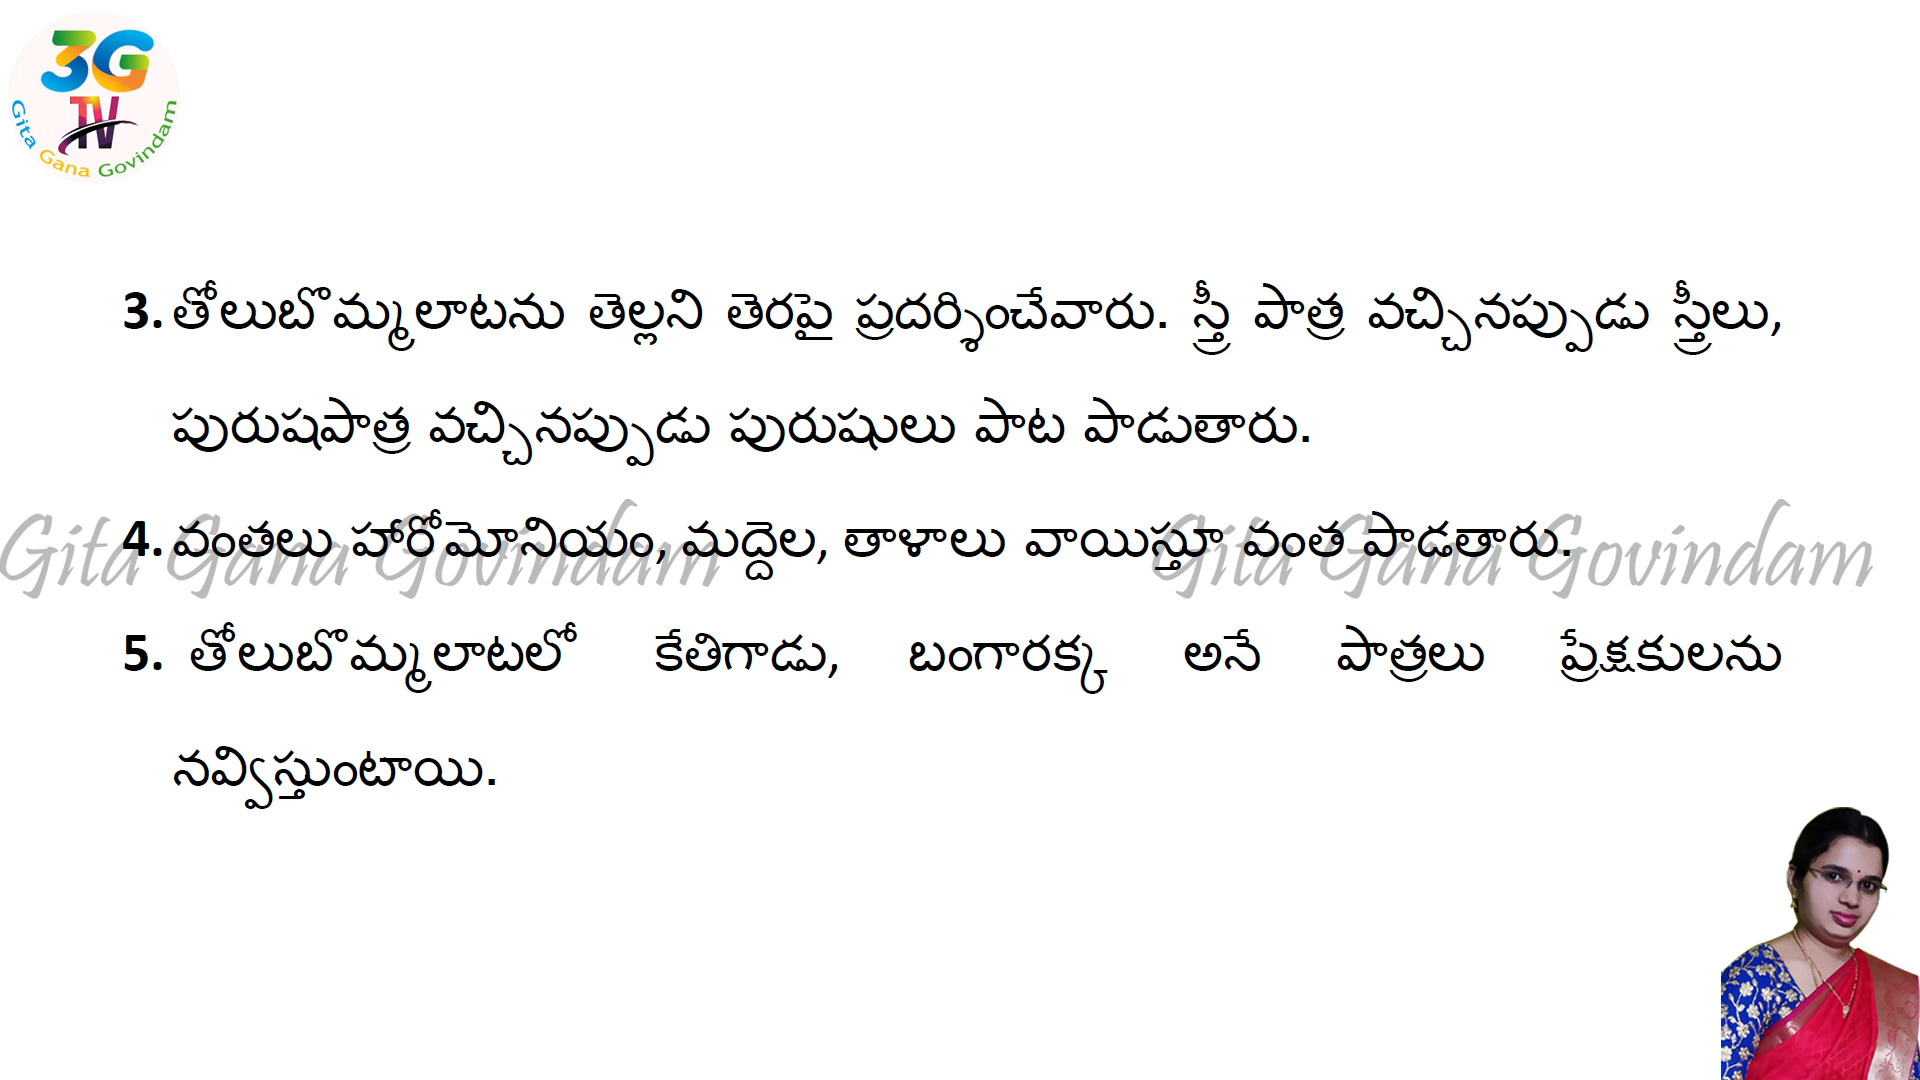 3G
TV
Gita Gana Govindam
3. తోలుబొమ్మలాటను తెల్లని తెరపై ప్రదర్శించేవారు. స్త్రీ పాత్ర వచ్చినప్పుడు స్త్రీలు,
పురుషపాత్ర వచ్చినప్పుడు పురుషులు పాట పాడుతారు.
Gita Gana Govindam Gita Gana Govindam
4. వంతలు హారోమోనియం, మద్దెల, తాళాలు వాయిస్తూ వంత పాడతారు.
5. తోలుబొమ్మలాటలో కేతిగాడు, బంగారక్క అనే పాత్రలు ప్రేక్షకులను
నవ్విస్తుంటాయి.